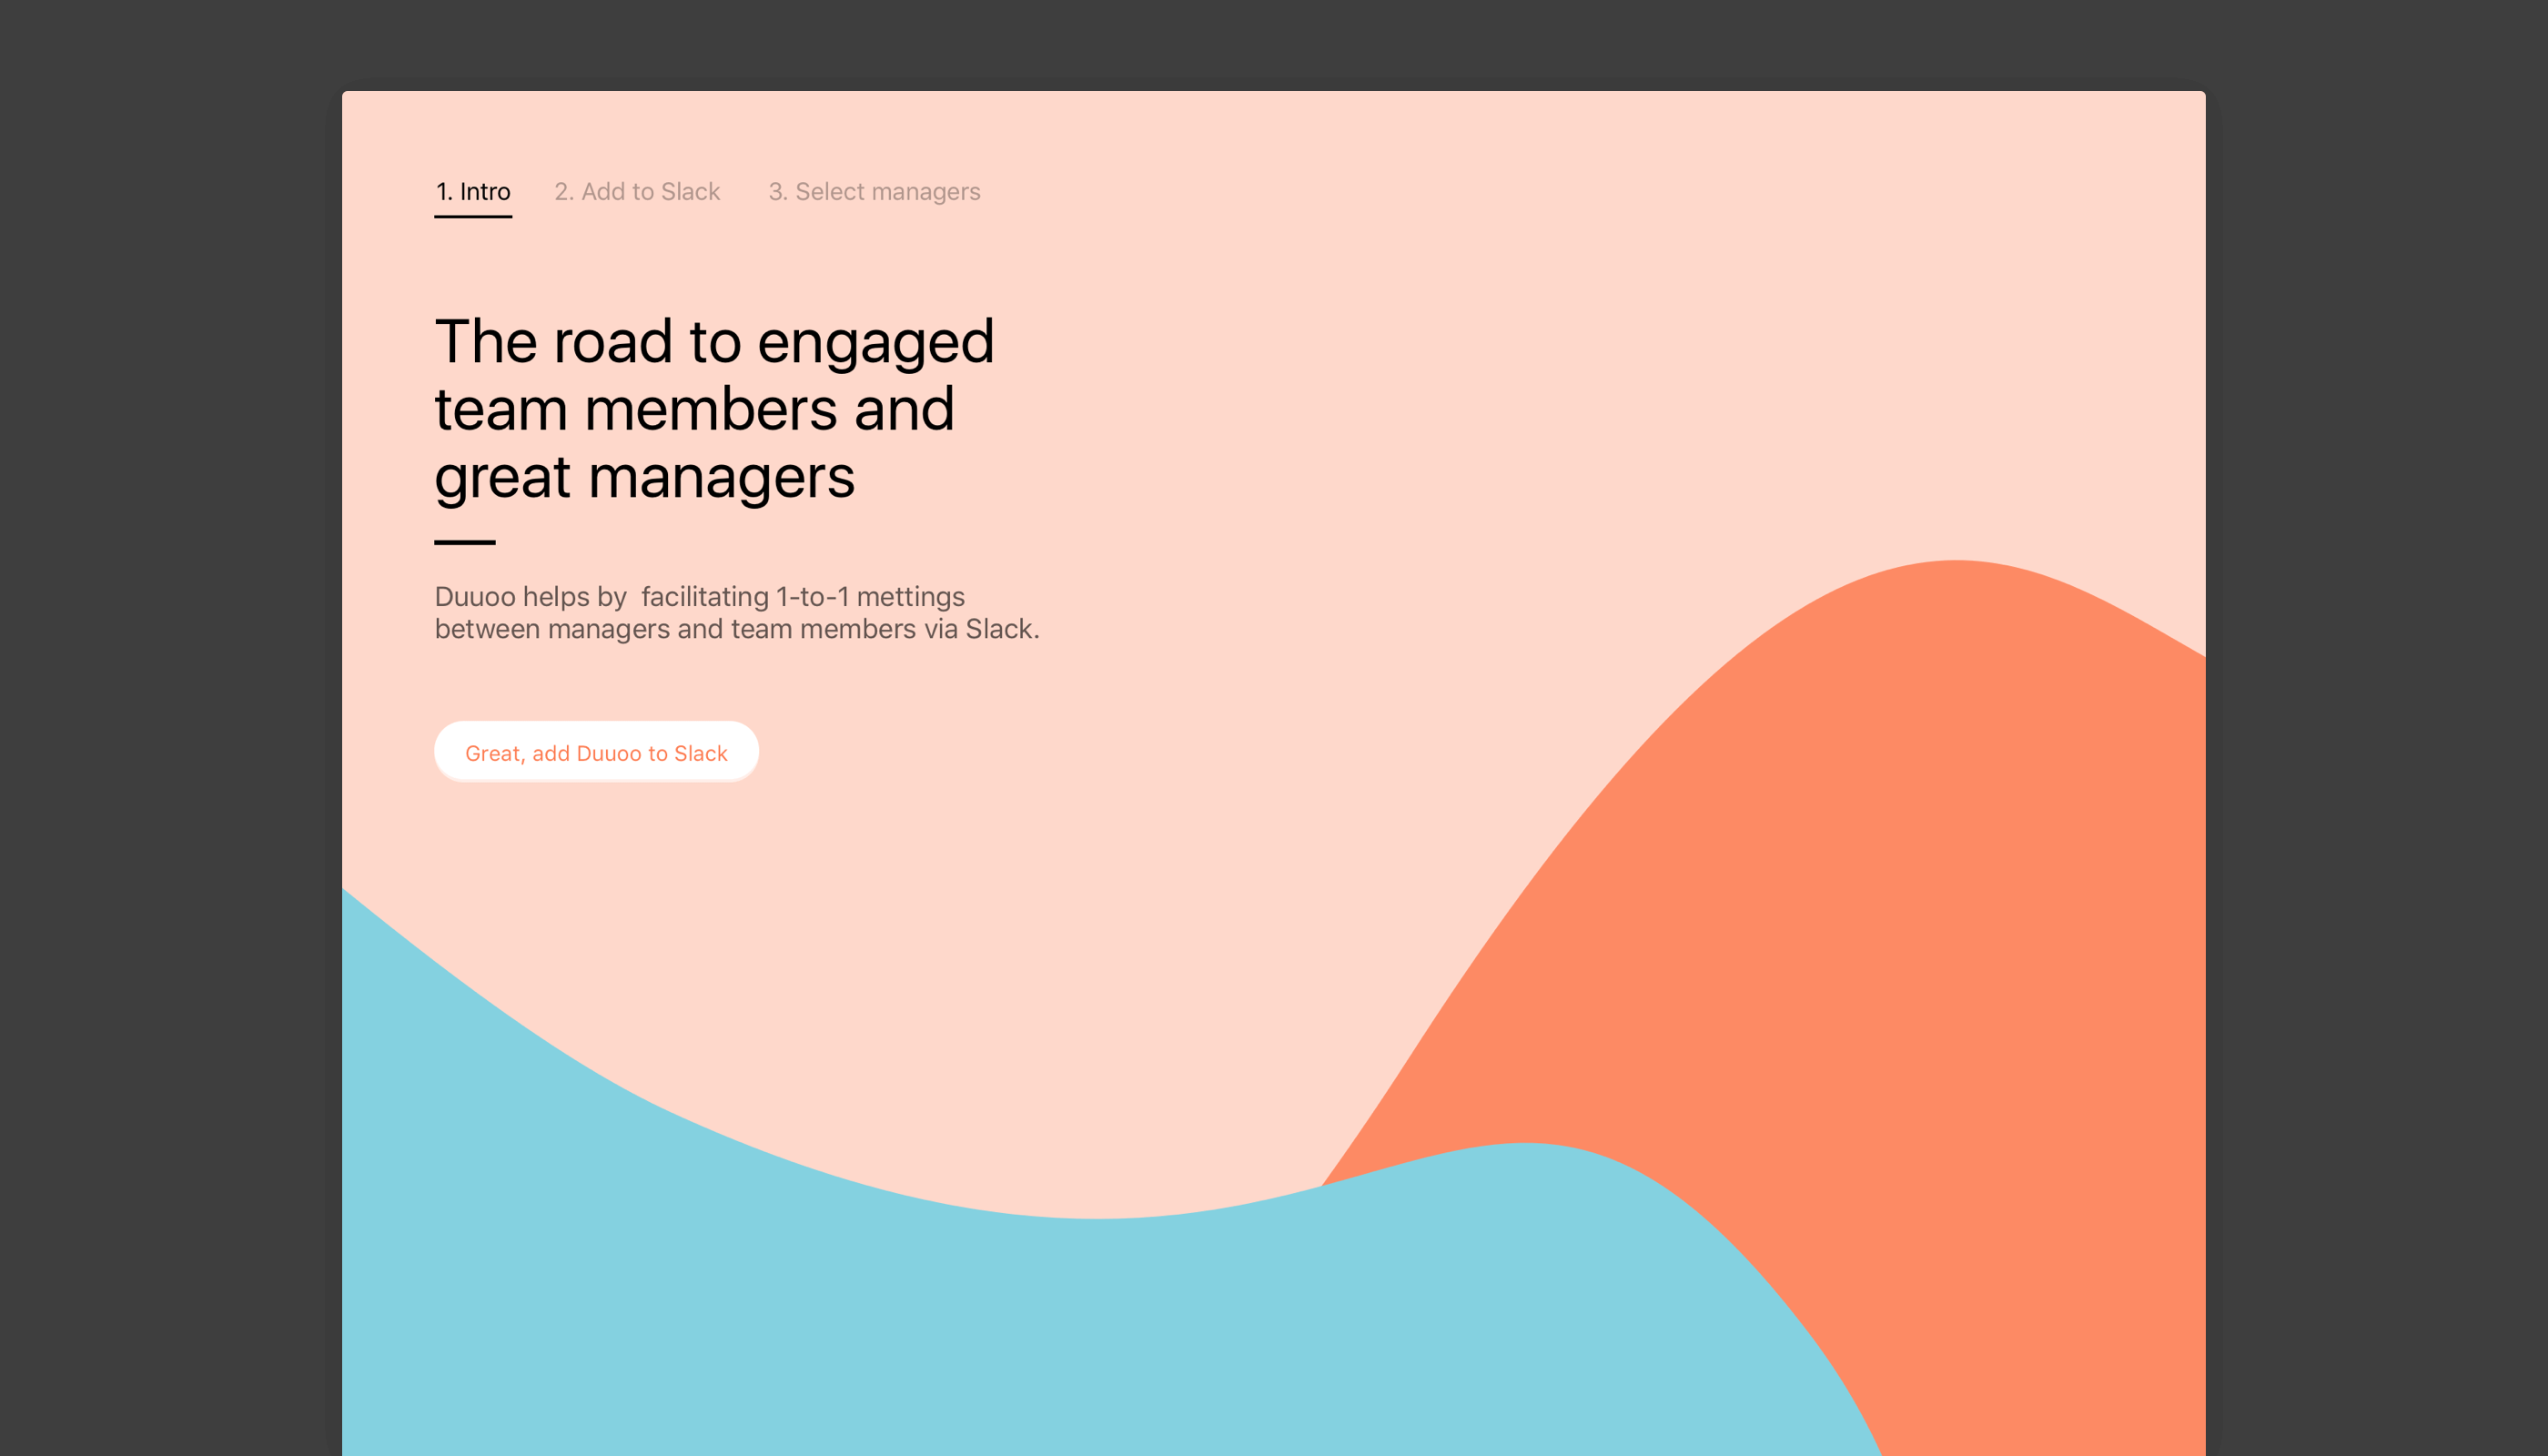 1. Intro 2. Add to Slack 3. Select managers
The road to engaged
team members and
great managers
Duuoo helps by  facilitating 1-to-1 mettings
between managers and team members via Slack.
Great, add Duuoo to Slack